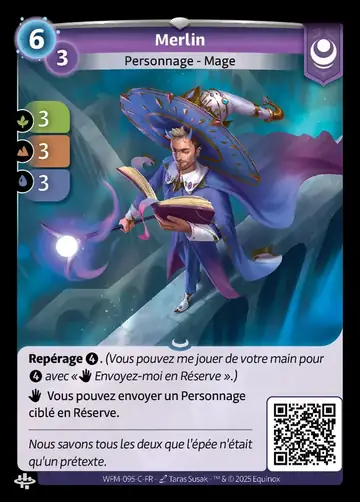 6
Merlin
3
Personnage - Mage
3
3
3
Repérage 4. (Vous pouvez me jouer de votre main pour
4 avec « Envoyez-moi en Réserve ».)
Vous pouvez envoyer un Personnage
ciblé en Réserve.
Nous savons tous les deux que l'épée n'était
qu'un prétexte.
WFM-095-C-FR - Taras Susak - ™ & © 2025 Equinox